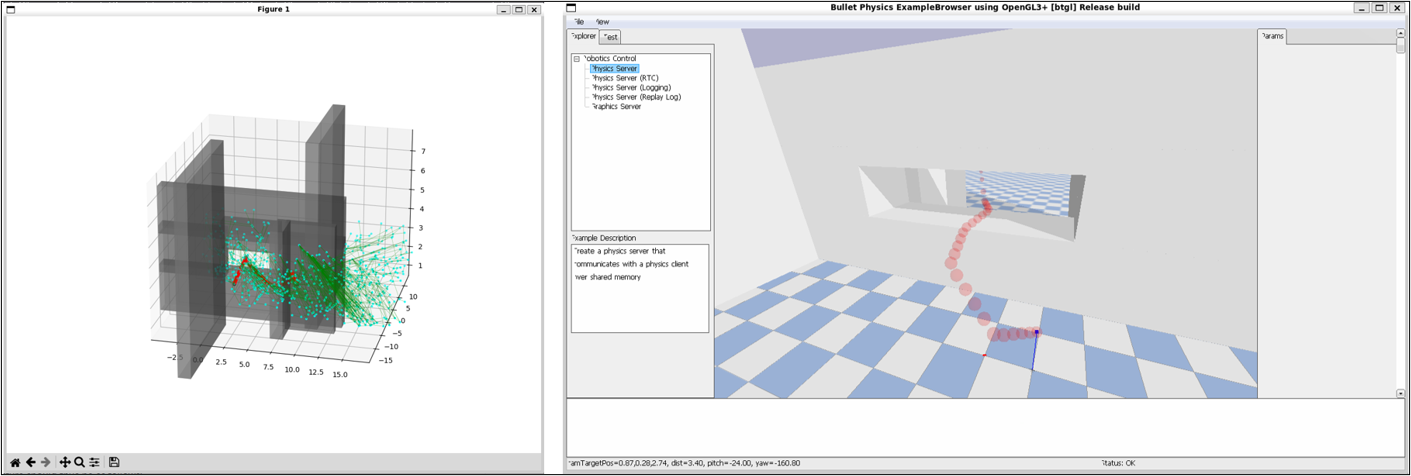 Figure 1
7
6
5
4
3
2
1
10
5
0
−5
−10
−15
−2.5 0.0 2.5 5.0 7.5 10.0 12.5 15.0
Bullet Physics ExampleBrowser using OpenGL3+ [btgl] Release build
File View
Explorer Test
Robotics Control
Physics Server
Physics Server (RTC)
Physics Server (Logging)
Physics Server (Replay Log)
Graphics Server
Example Description
Create a physics server that
communicates with a physics client
over shared memory
Params
camTargetPos=0.87,0.28,2.74, dist=3.40, pitch=-24.00, yaw=-160.80
Status: OK